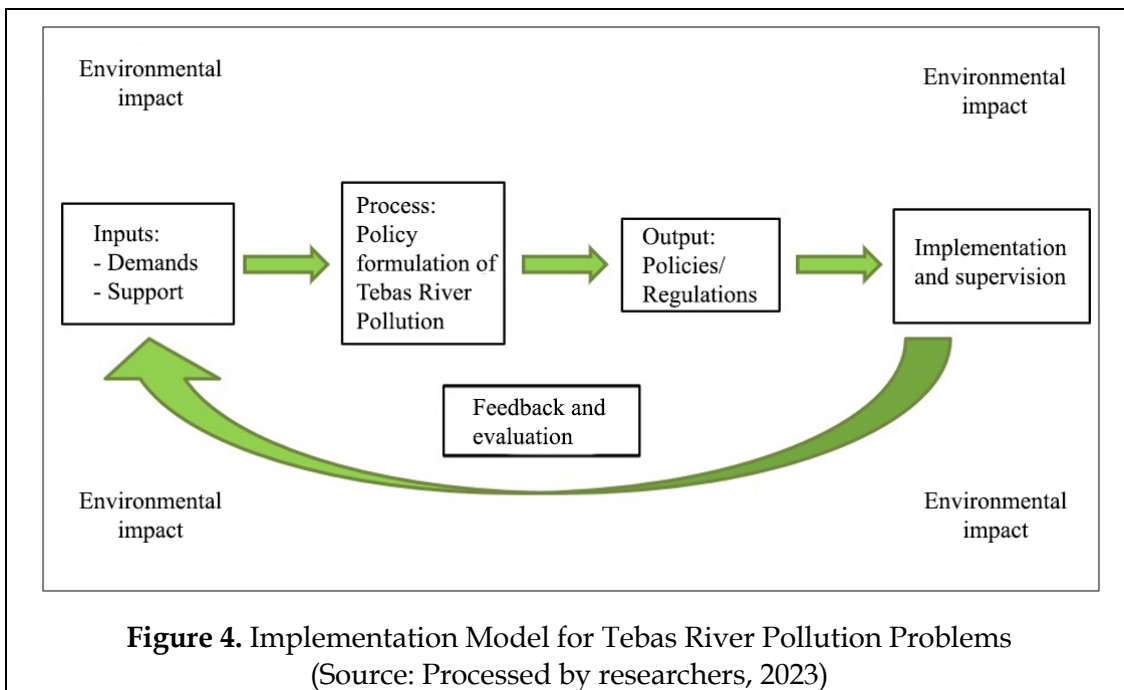 Environmental
impact
Environmental
impact
Inputs:
- Demands
- Support
Process:
Policy
formulation of
Tebas River
Pollution
Output:
Policies/
Regulations
Implementation
and supervision
Feedback and
evaluation
Environmental
impact
Environmental
impact
Figure 4. Implementation Model for Tebas River Pollution Problems
(Source: Processed by researchers, 2023)